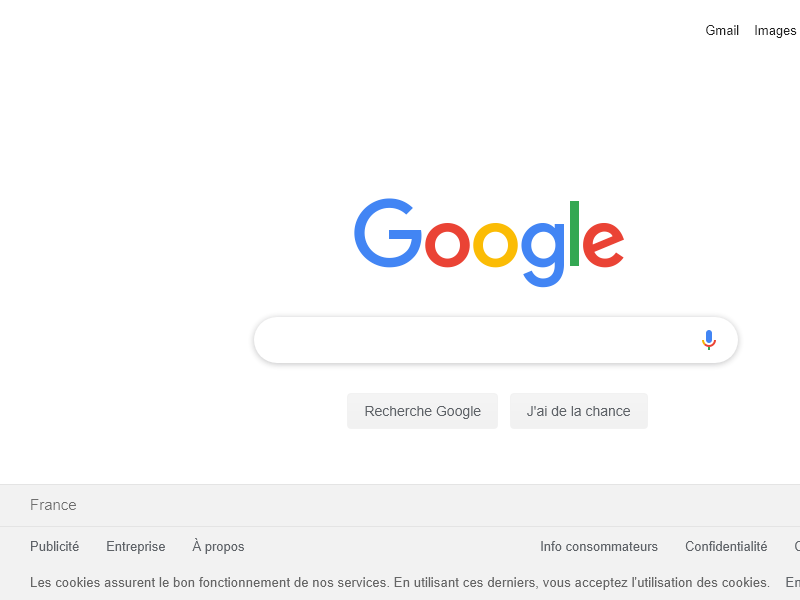 Gmail Images
Google
Recherche Google J'ai de la chance
France
Publicité Entreprise À propos Info consommateurs Confidentialité
Les cookies assurent le bon fonctionnement de nos services. En utilisant ces derniers, vous acceptez l'utilisation des cookies. En